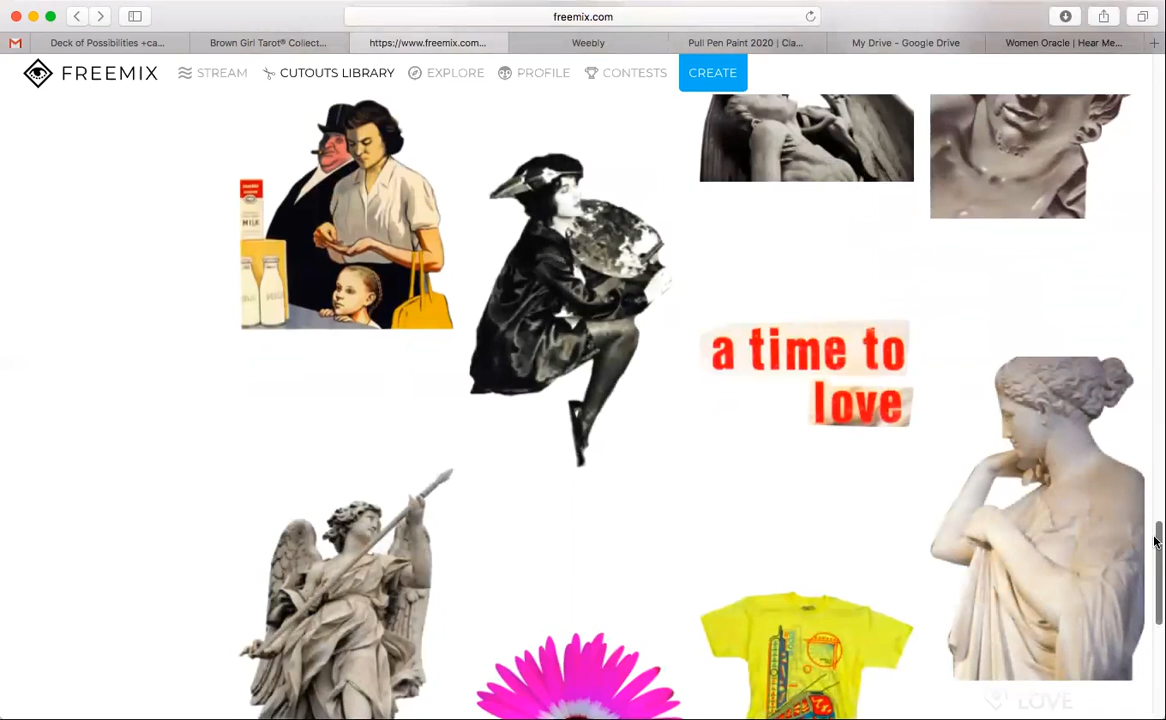 freemix.com
Deck of Possibilities +ca...
Brown Girl Tarot® Collect...
https://www.freemix.com...
Weebly
Pull Pen Paint 2020 | Cla...
My Drive - Google Drive
Women Oracle | Hear Me...
FREEMIX
STREAM
CUTOUTS LIBRARY
EXPLORE
PROFILE
CONTESTS
CREATE
MILK
a time to
love
LOVE